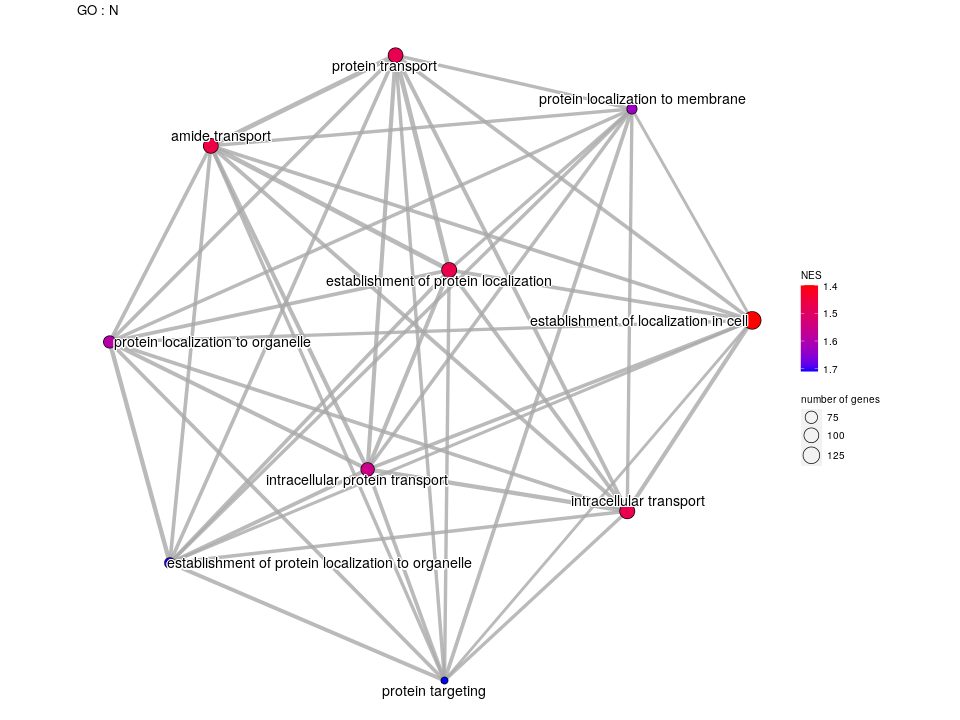 GO : N
protein transport
protein localization to membrane
amide transport
establishment of protein localization
establishment of localization in cell
protein localization to organelle
intracellular protein transport
intracellular transport
establishment of protein localization to organelle
protein targeting
NES
1.4
1.5
1.6
1.7
number of genes
75
100
125